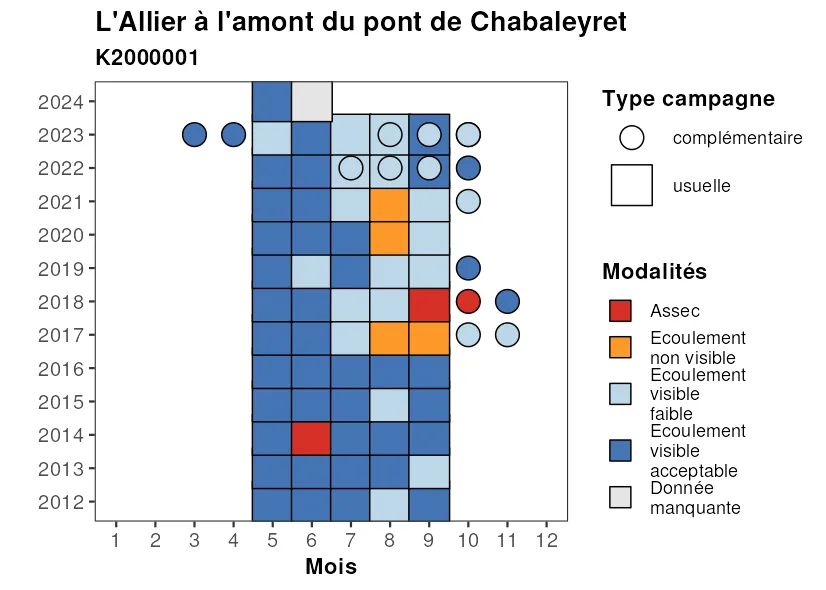 L'Allier à l'amont du pont de Chabaleyret
K2000001
2024
2023
2022
2021
2020
2019
2018
2017
2016
2015
2014
2013
2012
1 2 3 4 5 6 7 8 9 10 11 12
Mois
Type campagne
complémentaire
usuelle
Modalités
Assec
Ecoulement
non visible
Ecoulement
visible
faible
Ecoulement
visible
acceptable
Donnée
manquante